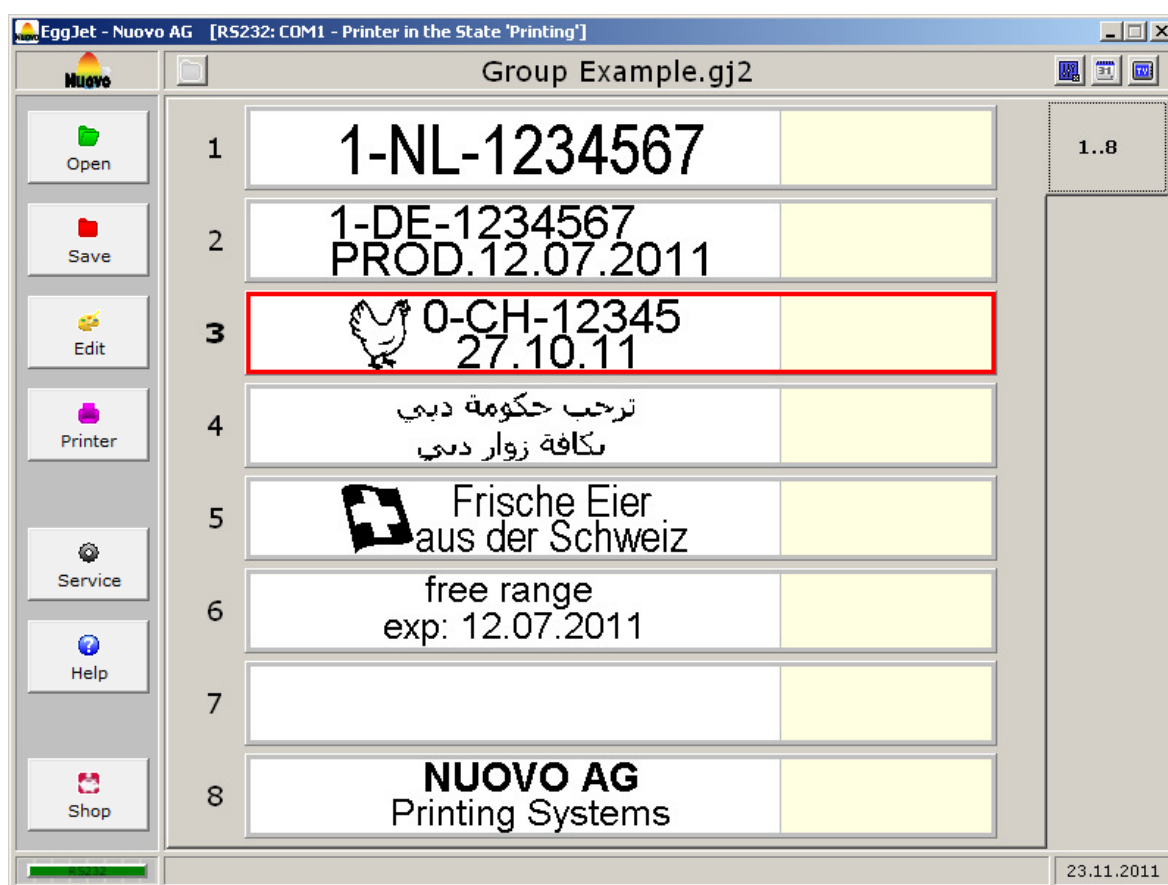 EggJet - Nuovo AG [RS232: COM1 - Printer in the State 'Printing']
Nuovo
Group Example.gj2
31
TV
Open
Save
Edit
Printer
Service
Help
Shop
1
1-NL-1234567
2
1-DE-1234567
PROD.12.07.2011
3
0-CH-12345
27.10.11
4
ترحب حكومة دبي
بكافة زوار دبي
5
Frische Eier
aus der Schweiz
6
free range
exp: 12.07.2011
7
8
NUOVO AG
Printing Systems
1..8
RS232
23.11.2011